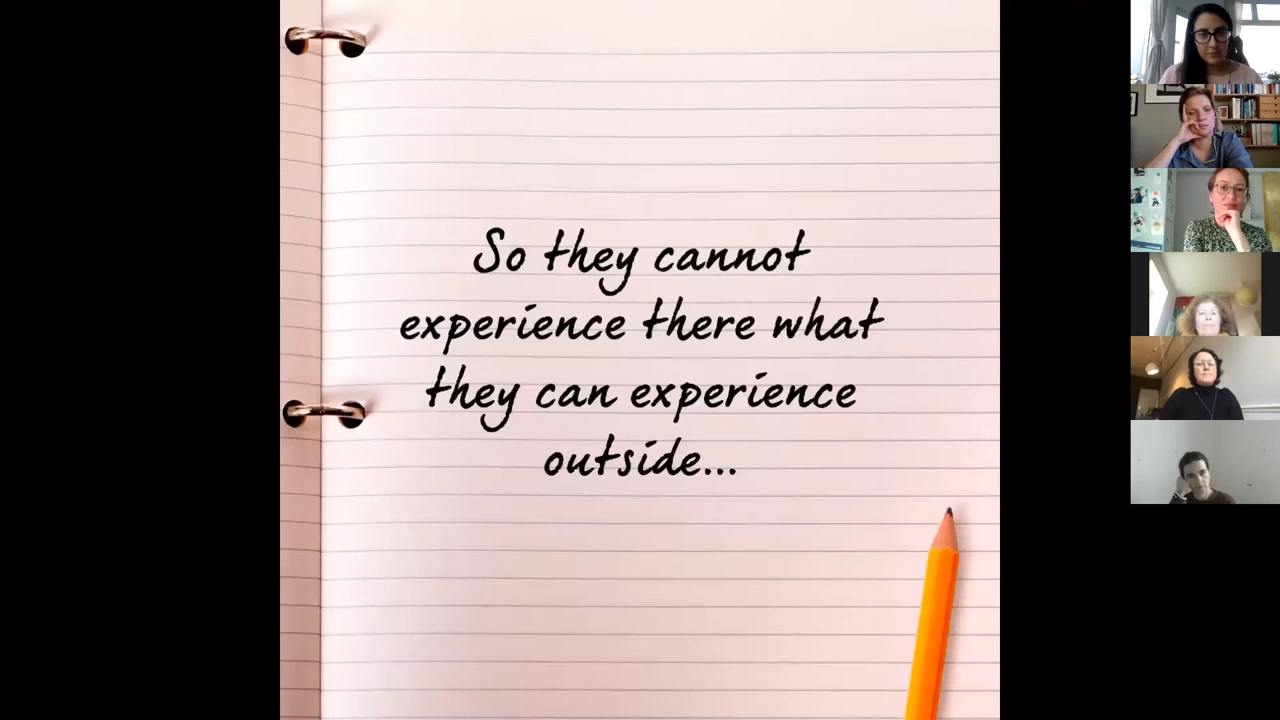 So they cannot
experience there what
they can experience
outside...